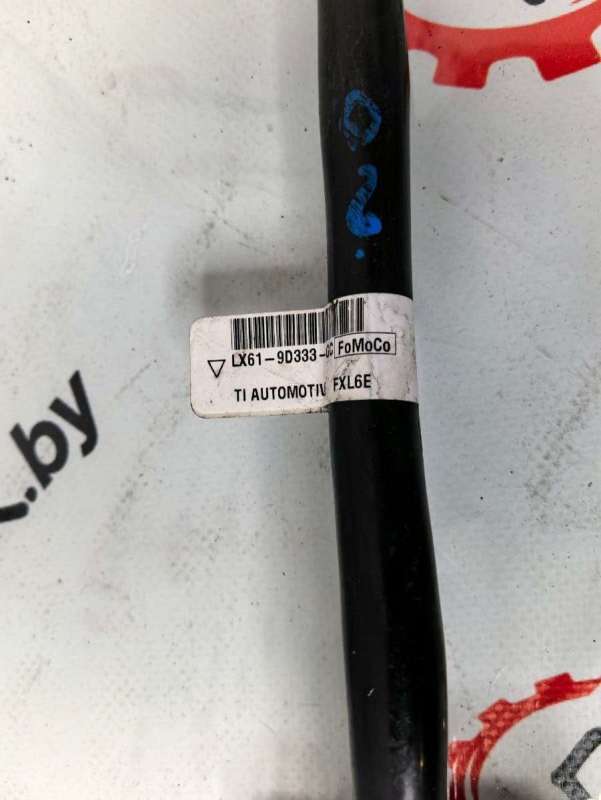 ▽ LX61-9D333- C FoMoCo
TI AUTOMOTIV FXL6E
.by